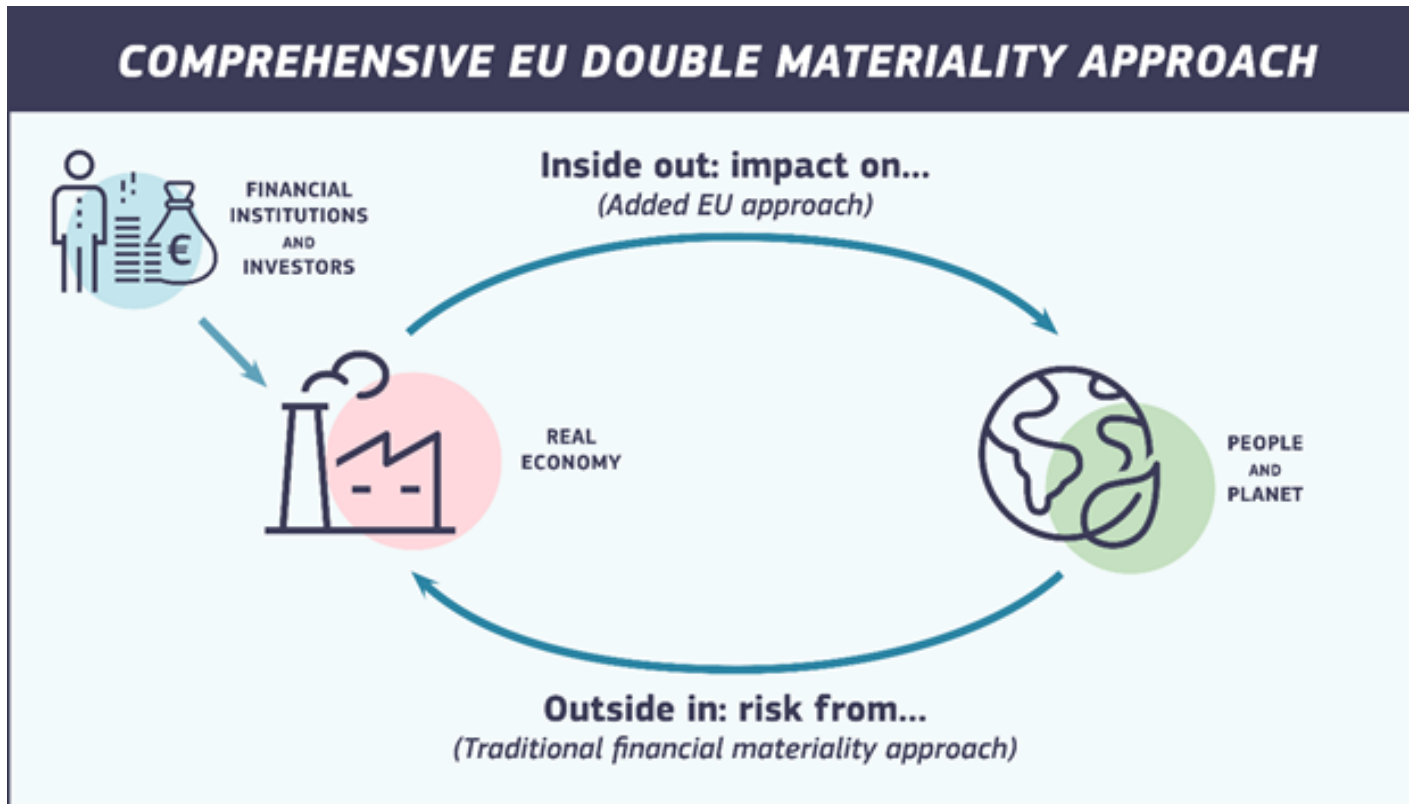 COMPREHENSIVE EU DOUBLE MATERIALITY APPROACH
FINANCIAL
INSTITUTIONS
AND
INVESTORS
€
Inside out: impact on...
(Added EU approach)
REAL
ECONOMY
PEOPLE
AND
PLANET
Outside in: risk from...
(Traditional financial materiality approach)